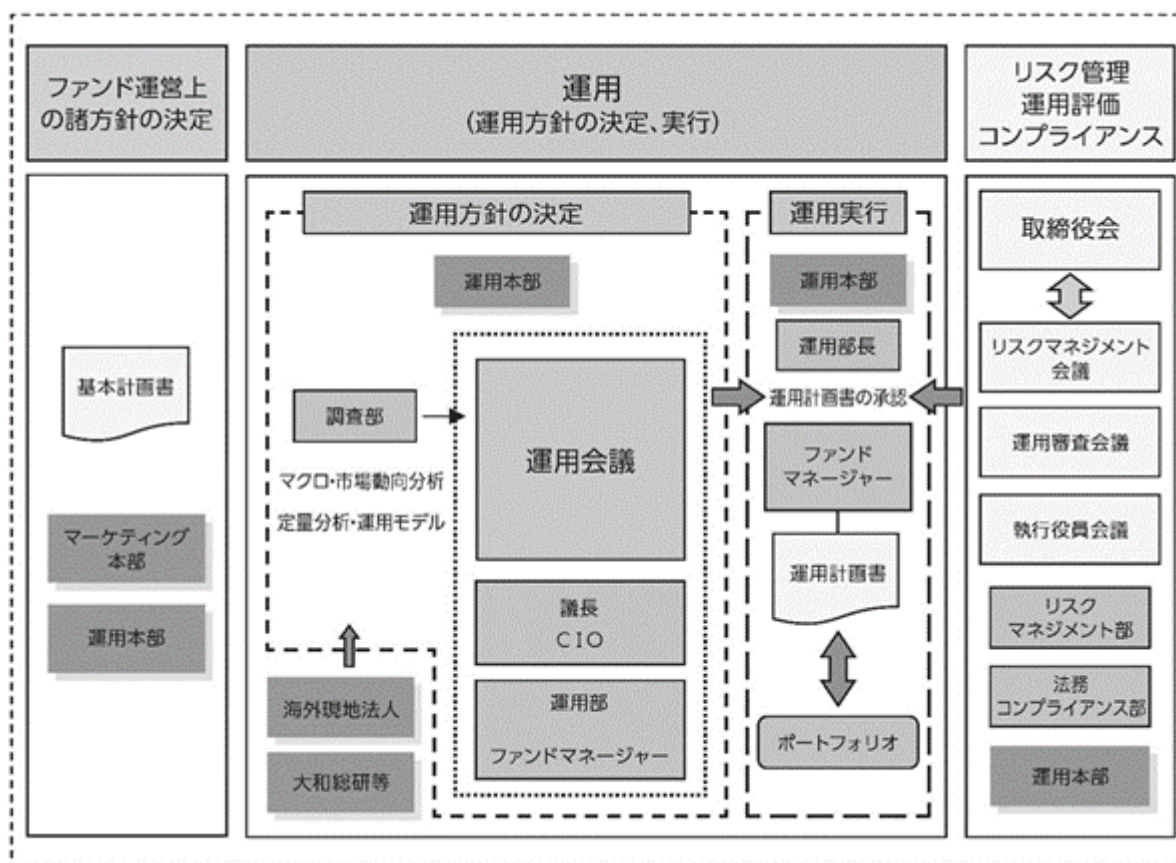 ファンド運営上
の諸方針の決定
運用
(運用方針の決定、実行)
リスク管理
運用評価
コンプライアンス
基本計画書
マーケティング
本部
運用本部
運用方針の決定
運用本部
調査部
マクロ・市場動向分析
定量分析・運用モデル
運用会議
議長
CIO
運用部
ファンドマネージャー
海外現地法人
大和総研等
運用実行
運用本部
運用部長
運用計画書の承認
ファンド
マネージャー
運用計画書
ポートフォリオ
取締役会
リスクマネジメント
会議
運用審査会議
執行役員会議
リスク
マネジメント部
法務
コンプライアンス部
運用本部